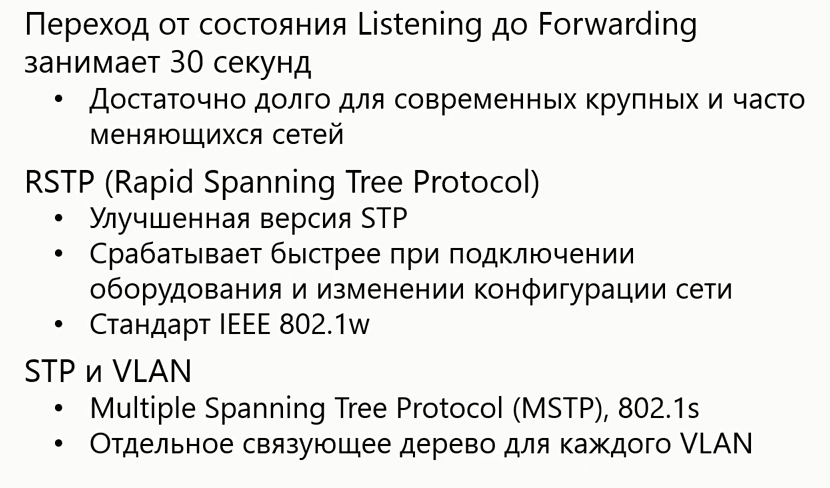 Переход от состояния Listening до Forwarding
занимает 30 секунд
• Достаточно долго для современных крупных и часто
меняющихся сетей
RSTP (Rapid Spanning Tree Protocol)
• Улучшенная версия STP
• Срабатывает быстрее при подключении
оборудования и изменении конфигурации сети
• Стандарт IEEE 802.1w
STP и VLAN
• Multiple Spanning Tree Protocol (MSTP), 802.1s
• Отдельное связующее дерево для каждого VLAN